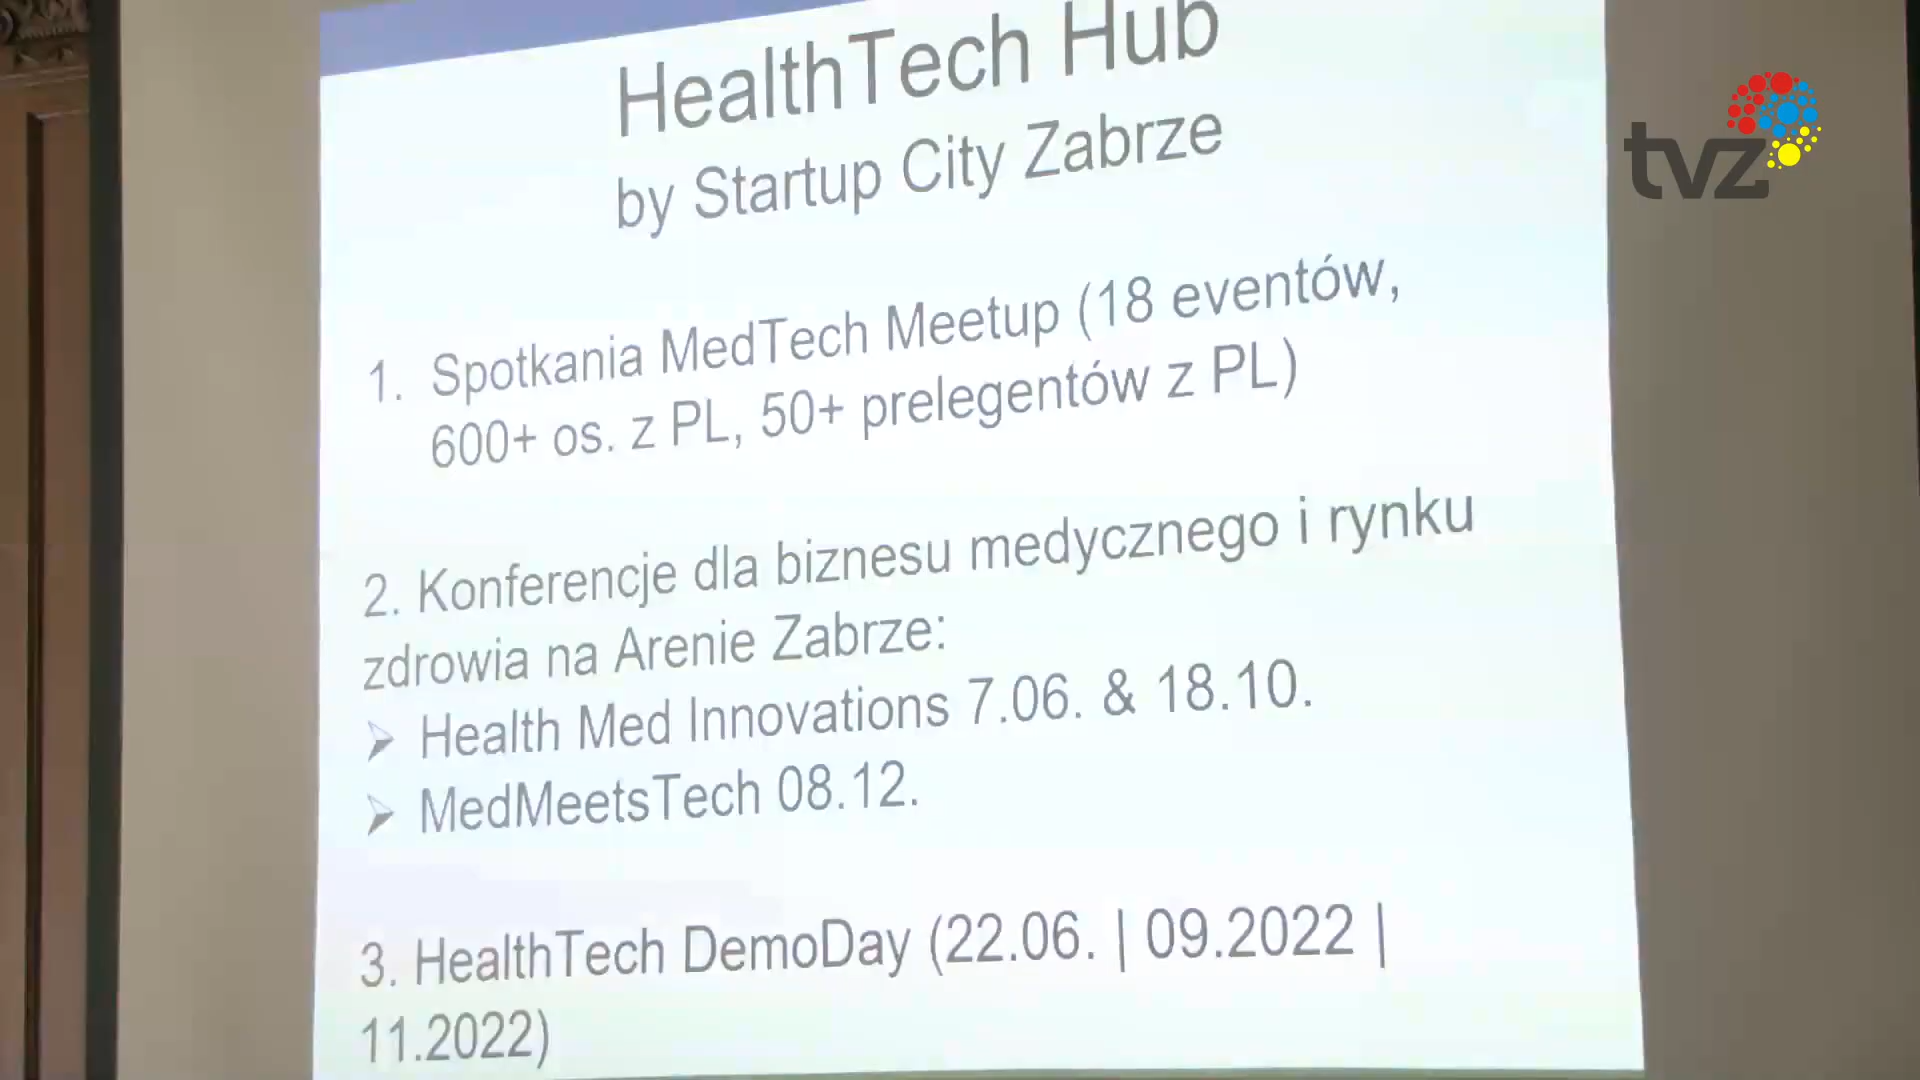 HealthTech Hub
by Startup City Zabrze
tvz
1. Spotkania MedTech Meetup (18 eventów,
600+ os. z PL, 50+ prelegentów z PL)
2. Konferencje dla biznesu medycznego i rynku
zdrowia na Arenie Zabrze:
➢ Health Med Innovations 7.06. & 18.10.
➢ MedMeetsTech 08.12.
3. HealthTech DemoDay (22.06. | 09.2022 |
11.2022)